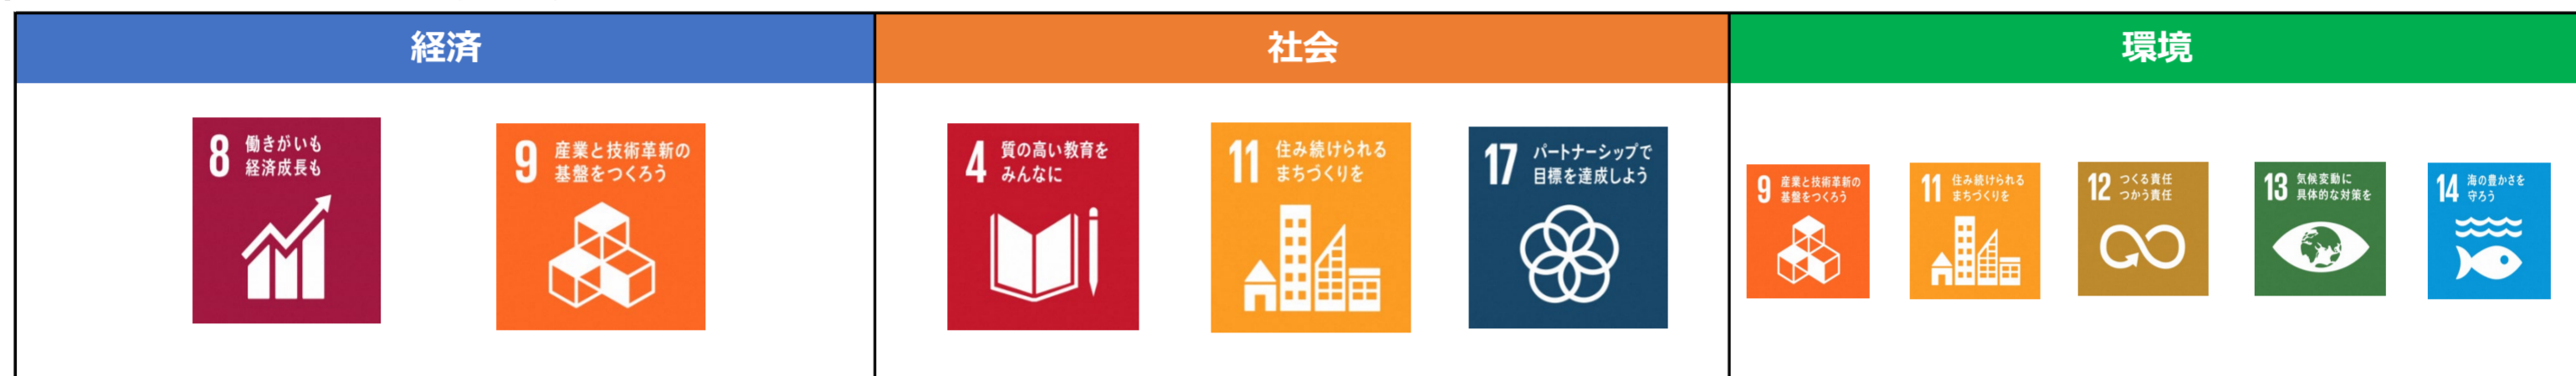 経済
社会
環境
8 働きがいも
経済成長も
9 産業と技術革新の
基盤をつくろう
4 質の高い教育を
みんなに
11 住み続けられる
まちづくりを
17 パートナーシップで
目標を達成しよう
9 産業と技術革新の
基盤をつくろう
11 住み続けられる
まちづくりを
12 つくる責任
つかう責任
13 気候変動に
具体的な対策を
14 海の豊かさを
守ろう